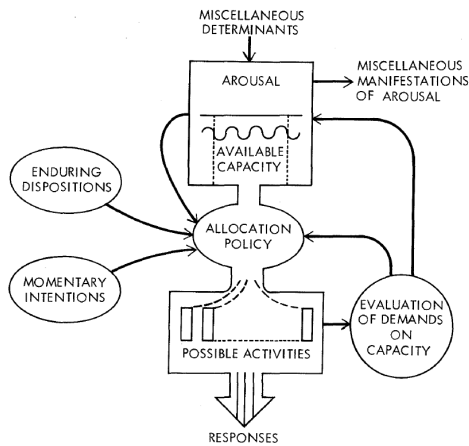 MISCELLANEOUS
DETERMINANTS
AROUSAL
MISCELLANEOUS
MANIFESTATIONS
OF AROUSAL
AVAILABLE
CAPACITY
ENDURING
DISPOSITIONS
ALLOCATION
POLICY
MOMENTARY
INTENTIONS
EVALUATION
OF DEMANDS
ON
CAPACITY
POSSIBLE ACTIVITIES
RESPONSES